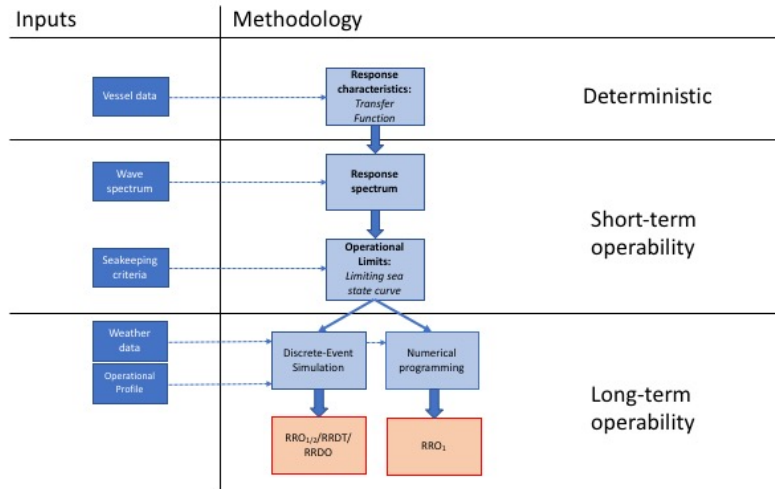 Inputs
Methodology
Vessel data
Response
characteristics:
Transfer
Function
Deterministic
Wave
spectrum
Response
spectrum
Short-term
operability
Seakeeping
criteria
Operational
Limits:
Limiting sea
state curve
Weather
data
Operational
Profile
Discrete-Event
Simulation
Numerical
programming
Long-term
operability
RRO₁/₂/RRDT/
RRDO
RRO₁